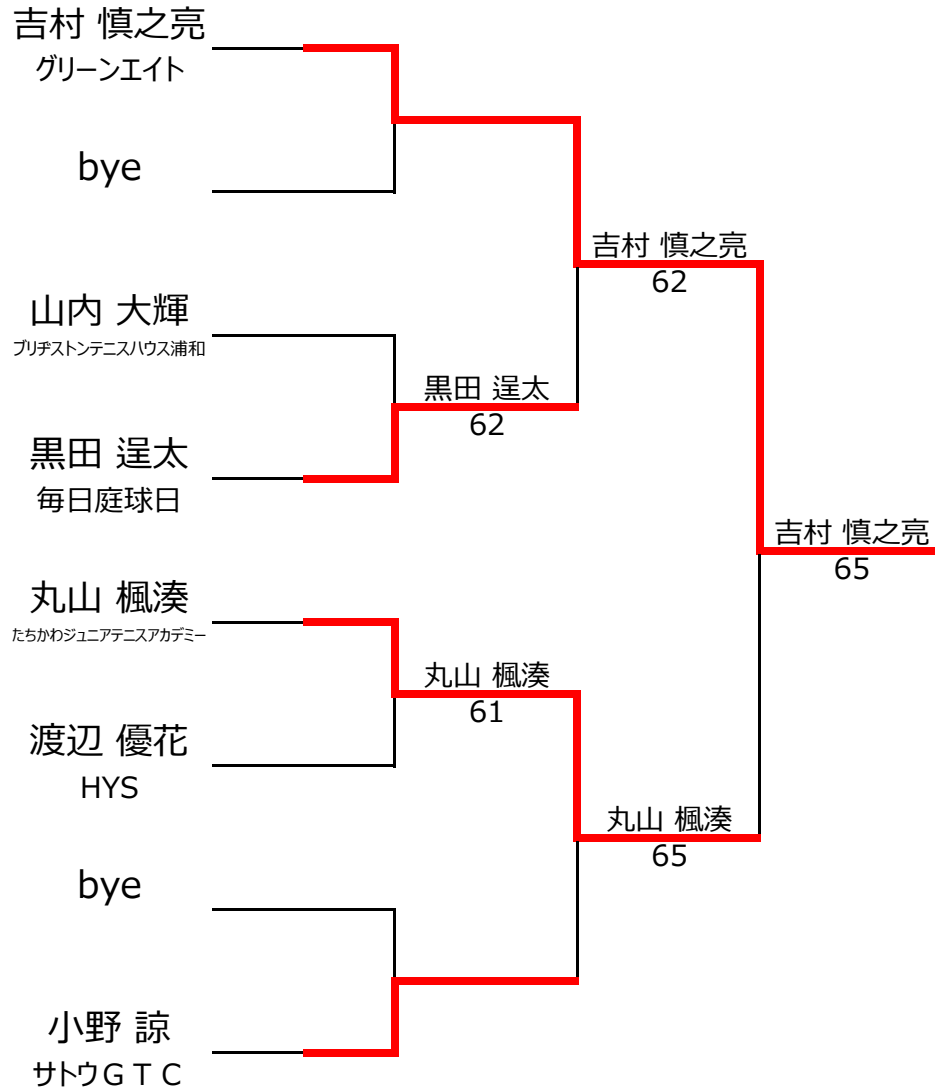 吉村 慎之亮
グリーンエイト
bye
山内 大輝
ブリヂストンテニスハウス浦和
黒田 逞太
毎日庭球日
丸山 楓湊
たちかわジュニアテニスアカデミー
渡辺 優花
HYS
bye
小野 諒
サトウＧＴＣ
黒田 逞太
62
丸山 楓湊
61
吉村 慎之亮
62
丸山 楓湊
65
吉村 慎之亮
65